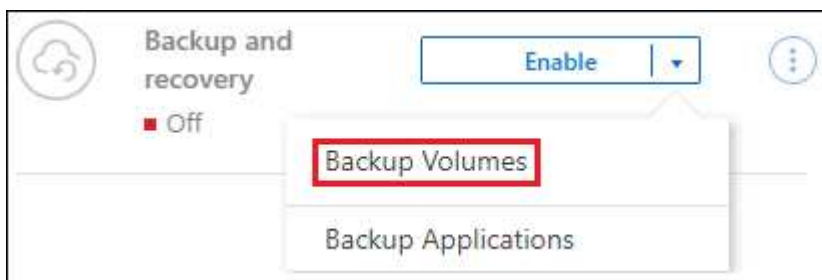 Backup and
recovery
Enable
Off
Backup Volumes
Backup Applications